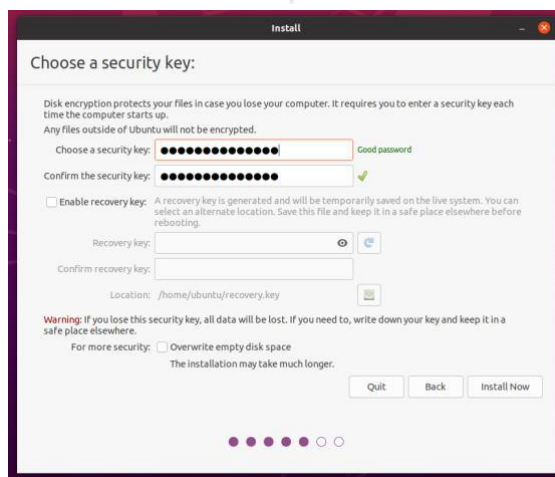 Install
Choose a security key:
Disk encryption protects your files in case you lose your computer. It requires you to enter a security key each
time the computer starts up.
Any files outside of Ubuntu will not be encrypted.
Choose a security key: ●●●●●●●●●●●●●● Good password
Confirm the security key: ●●●●●●●●●●●●●●
Enable recovery key: A recovery key is generated and will be temporarily saved on the live system. You can
select an alternate location. Save this file and keep it in a safe place elsewhere before
rebooting.
Recovery key:
Confirm recovery key:
Location: /home/ubuntu/recovery.key
Warning: If you lose this security key, all data will be lost. If you need to, write down your key and keep it in a
safe place elsewhere.
For more security: Overwrite empty disk space
The installation may take much longer.
Quit Back Install Now